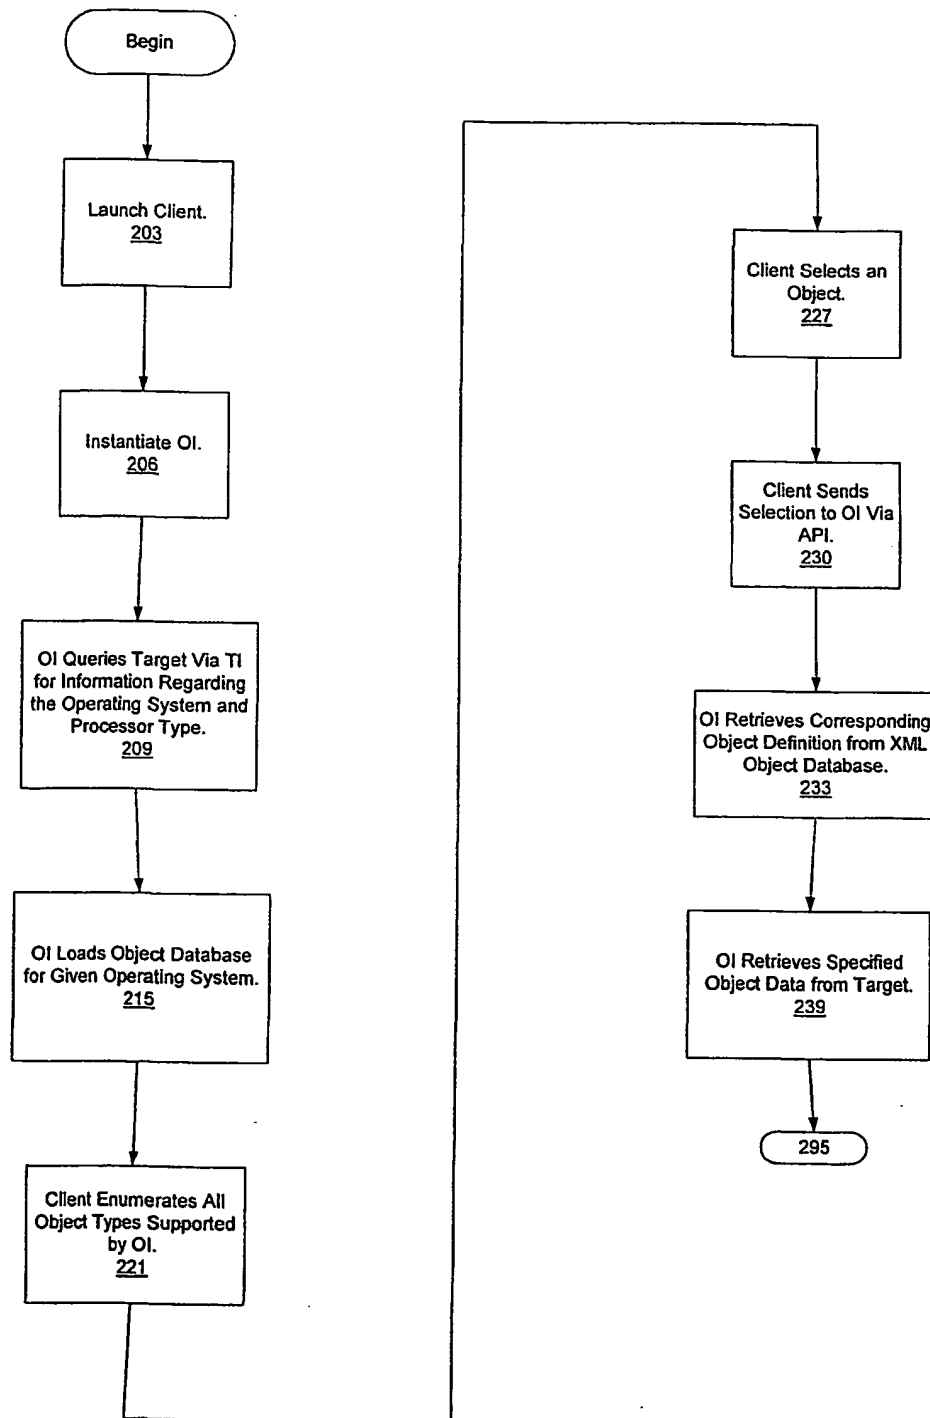 Begin
Launch Client.
203
Instantiate OI.
206
OI Queries Target Via TI
for Information Regarding
the Operating System and
Processor Type.
209
OI Loads Object Database
for Given Operating System.
215
Client Enumerates All
Object Types Supported
by OI.
221
Client Selects an
Object.
227
Client Sends
Selection to OI Via
API.
230
OI Retrieves Corresponding
Object Definition from XML
Object Database.
233
OI Retrieves Specified
Object Data from Target.
239
295